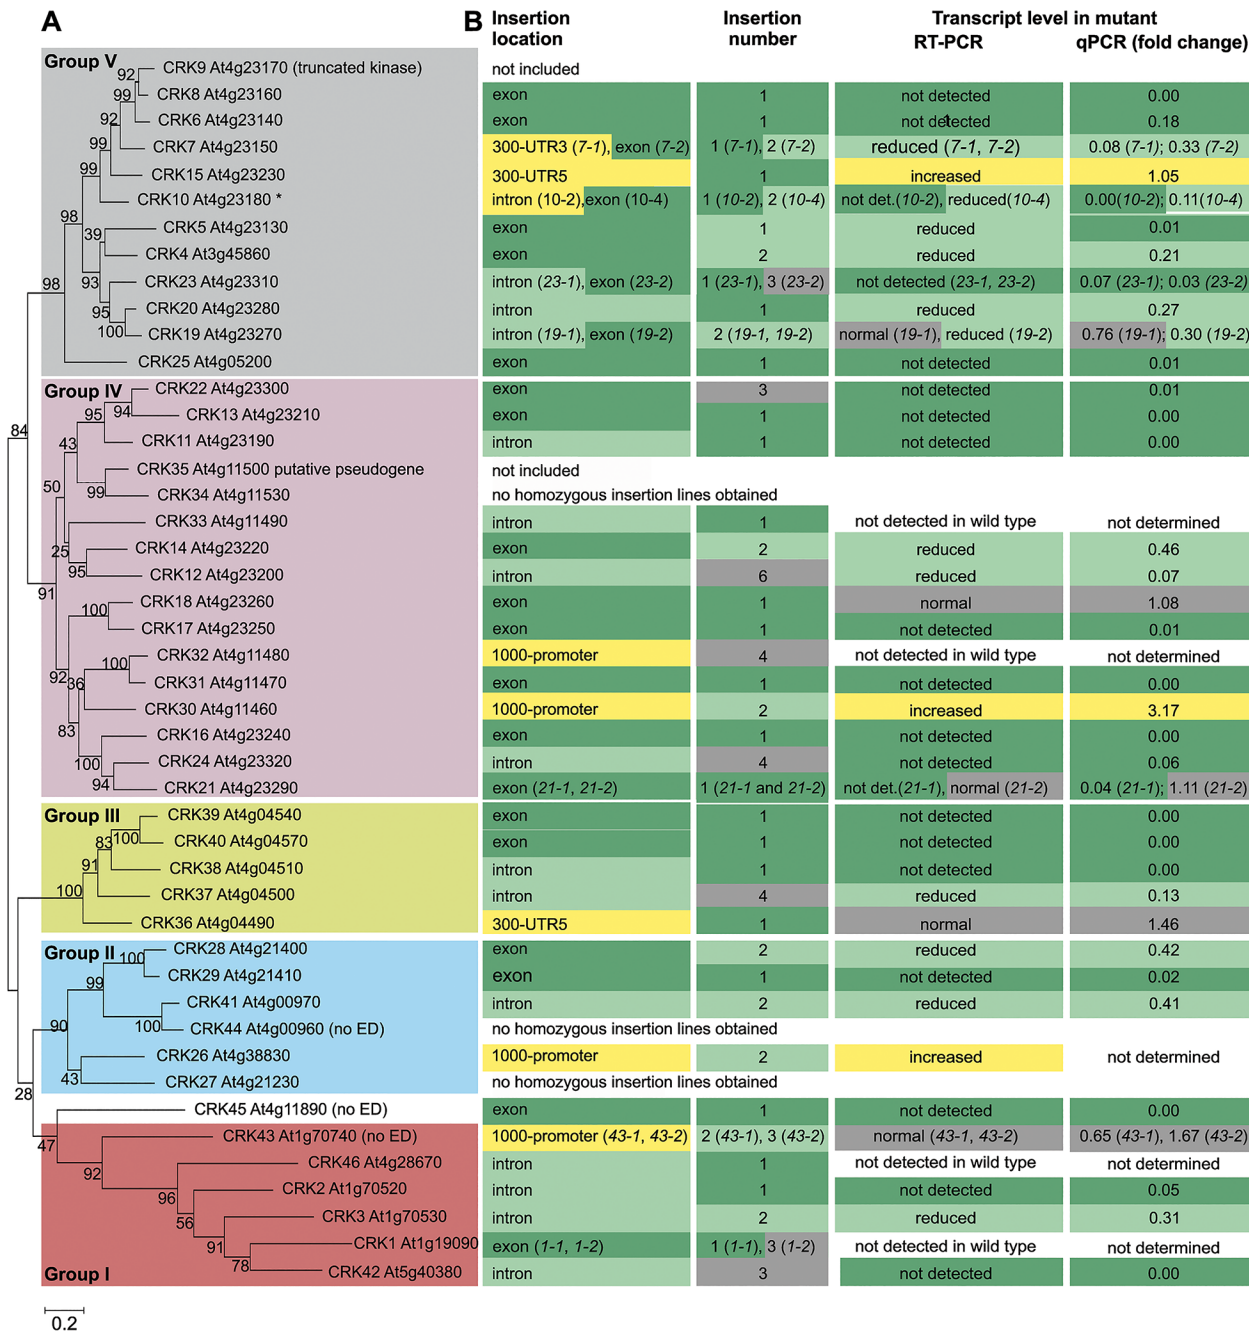 A
B
Insertion location
Insertion number
Transcript level in mutant
RT-PCR
qPCR (fold change)
Group V
92 CRK9 At4g23170 (truncated kinase) not included
99 CRK8 At4g23160 exon 1 not detected 0.00
92 CRK6 At4g23140 exon 1 not detected 0.18
99 CRK7 At4g23150 300-UTR3 (7-1), exon (7-2) 1 (7-1), 2 (7-2) reduced (7-1, 7-2) 0.08 (7-1); 0.33 (7-2)
99 CRK15 At4g23230 300-UTR5 1 increased 1.05
CRK10 At4g23180 * intron (10-2),exon (10-4) 1 (10-2), 2 (10-4) not det.(10-2), reduced(10-4) 0.00(10-2); 0.11(10-4)
98 39 CRK5 At4g23130 exon 1 reduced 0.01
CRK4 At3g45860 exon 2 reduced 0.21
98 93 CRK23 At4g23310 intron (23-1), exon (23-2) 1 (23-1), 3 (23-2) not detected (23-1, 23-2) 0.07 (23-1); 0.03 (23-2)
95 CRK20 At4g23280 intron 1 reduced 0.27
100 CRK19 At4g23270 intron (19-1), exon (19-2) 2 (19-1, 19-2) normal (19-1), reduced (19-2) 0.76 (19-1); 0.30 (19-2)
CRK25 At4g05200 exon 1 not detected 0.01
Group IV
CRK22 At4g23300 exon 3 not detected 0.01
95 94 CRK13 At4g23210 exon 1 not detected 0.00
84 43 CRK11 At4g23190 intron 1 not detected 0.00
CRK35 At4g11500 putative pseudogene not included
50 99 CRK34 At4g11530 no homozygous insertion lines obtained
CRK33 At4g11490 intron 1 not detected in wild type not determined
25 CRK14 At4g23220 exon 2 reduced 0.46
95 CRK12 At4g23200 intron 6 reduced 0.07
91 100 CRK18 At4g23260 exon 1 normal 1.08
CRK17 At4g23250 exon 1 not detected 0.01
100 CRK32 At4g11480 1000-promoter 4 not detected in wild type not determined
92 36 CRK31 At4g11470 exon 1 not detected 0.00
CRK30 At4g11460 1000-promoter 2 increased 3.17
83 CRK16 At4g23240 exon 1 not detected 0.00
100 CRK24 At4g23320 intron 4 not detected 0.06
94 CRK21 At4g23290 exon (21-1, 21-2) 1 (21-1 and 21-2) not det.(21-1), normal (21-2) 0.04 (21-1); 1.11 (21-2)
Group III
CRK39 At4g04540 exon 1 not detected 0.00
83 100 CRK40 At4g04570 exon 1 not detected 0.00
91 CRK38 At4g04510 intron 1 not detected 0.00
100 CRK37 At4g04500 intron 4 reduced 0.13
CRK36 At4g04490 300-UTR5 1 normal 1.46
Group II
100 CRK28 At4g21400 exon 2 reduced 0.42
99 CRK29 At4g21410 exon 1 not detected 0.02
CRK41 At4g00970 intron 2 reduced 0.41
90 100 CRK44 At4g00960 (no ED) no homozygous insertion lines obtained
CRK26 At4g38830 1000-promoter 2 increased not determined
43 CRK27 At4g21230 no homozygous insertion lines obtained
28 CRK45 At4g11890 (no ED) exon 1 not detected 0.00
47 CRK43 At1g70740 (no ED) 1000-promoter (43-1, 43-2) 2 (43-1), 3 (43-2) normal (43-1, 43-2) 0.65 (43-1), 1.67 (43-2)
92 CRK46 At4g28670 intron 1 not detected in wild type not determined
96 CRK2 At1g70520 intron 1 not detected 0.05
56 CRK3 At1g70530 intron 2 reduced 0.31
91 CRK1 At1g19090 exon (1-1, 1-2) 1 (1-1), 3 (1-2) not detected in wild type not determined
78 CRK42 At5g40380 intron 3 not detected 0.00
Group I
0.2